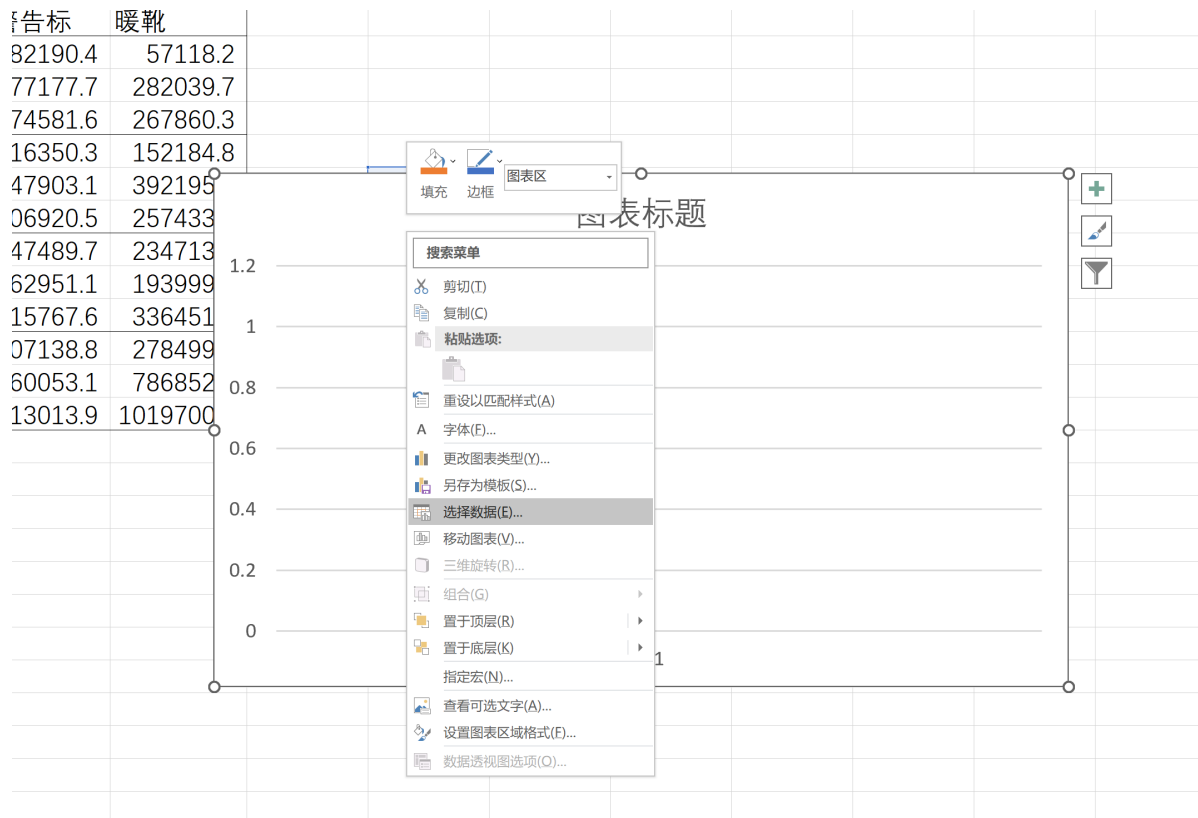 警告标 暖靴
82190.4 57118.2
77177.7 282039.7
74581.6 267860.3
16350.3 152184.8
47903.1 392195
06920.5 257433
47489.7 234713
62951.1 193999
15767.6 336451
07138.8 278499
60053.1 786852
13013.9 1019700
填充 边框 图表区
图表标题
1.2
1
0.8
0.6
0.4
0.2
0
1
搜索菜单
剪切(T)
复制(C)
粘贴选项:
重设以匹配样式(A)
A 字体(F)...
更改图表类型(Y)...
另存为模板(S)...
选择数据(E)...
移动图表(V)...
三维旋转(R)...
组合(G)
置于顶层(R)
置于底层(K)
指定宏(N)...
查看可选文字(A)...
设置图表区域格式(F)...
数据透视图选项(O)...